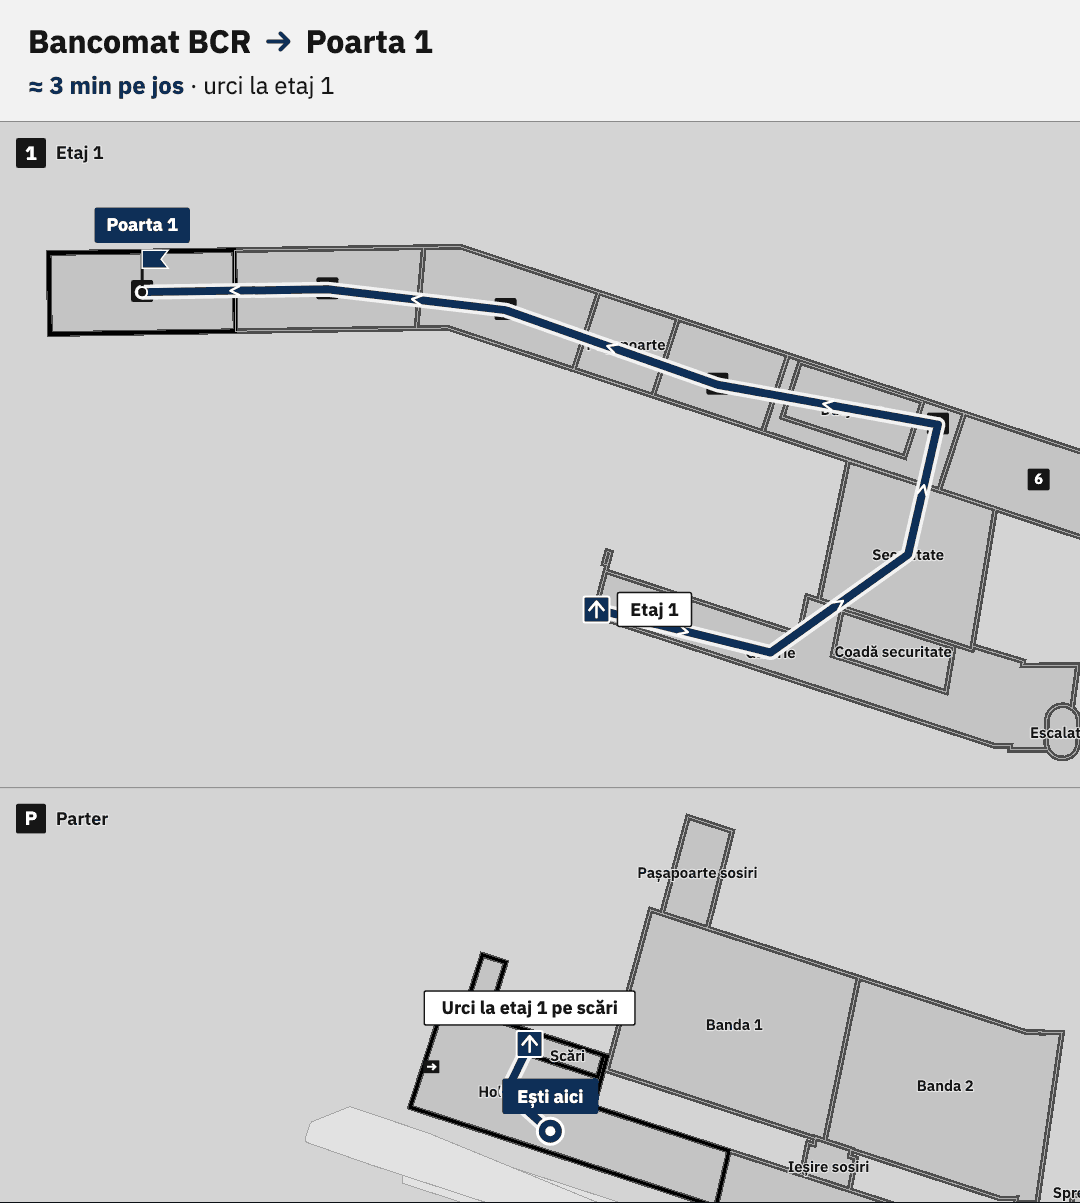 Bancomat BCR → Poarta 1
≈ 3 min pe jos · urci la etaj 1
1 Etaj 1
Poarta 1
6
Etaj 1
Coadă securitate
P Parter
Pașapoarte sosiri
Urci la etaj 1 pe scări
Banda 1
Scări
Banda 2
Ești aici
Ieșire sosiri